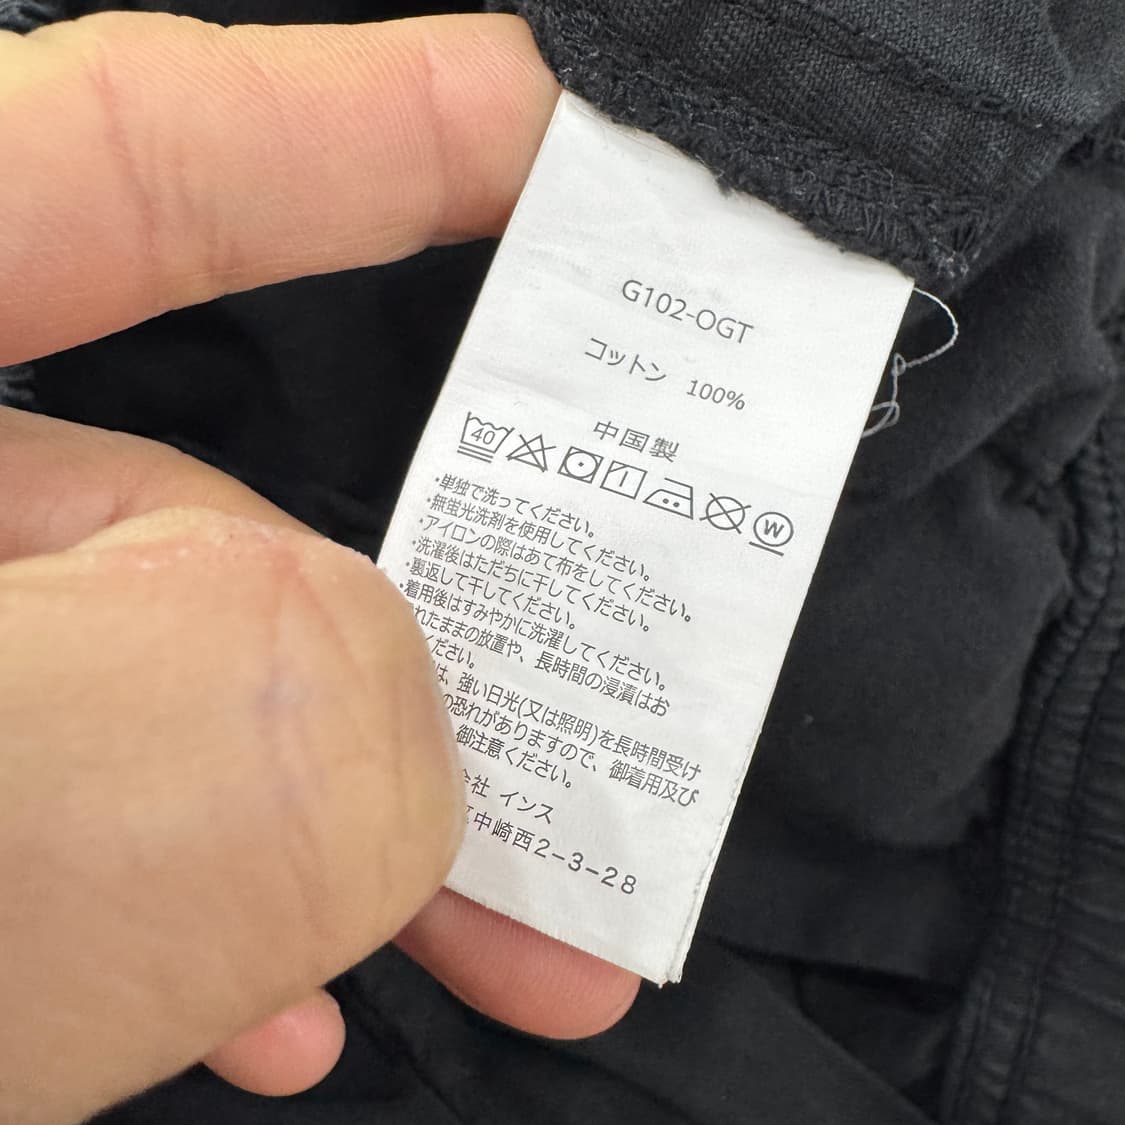 G102-OGT
コットン 100%
中国製
40
W
・単独で洗ってください。
・無蛍光洗剤を使用してください。
・アイロンの際はあて布をしてください。
・洗濯後はただちに干してください。
・裏返して干してください。
・着用後はすみやかに洗濯してください。
れたままの放置や、長時間の浸漬はお
ください。
は、強い日光(又は照明)を長時間受け
の恐れがありますので、御着用及び
御注意ください。
会社 インス
区中崎西2-3-28